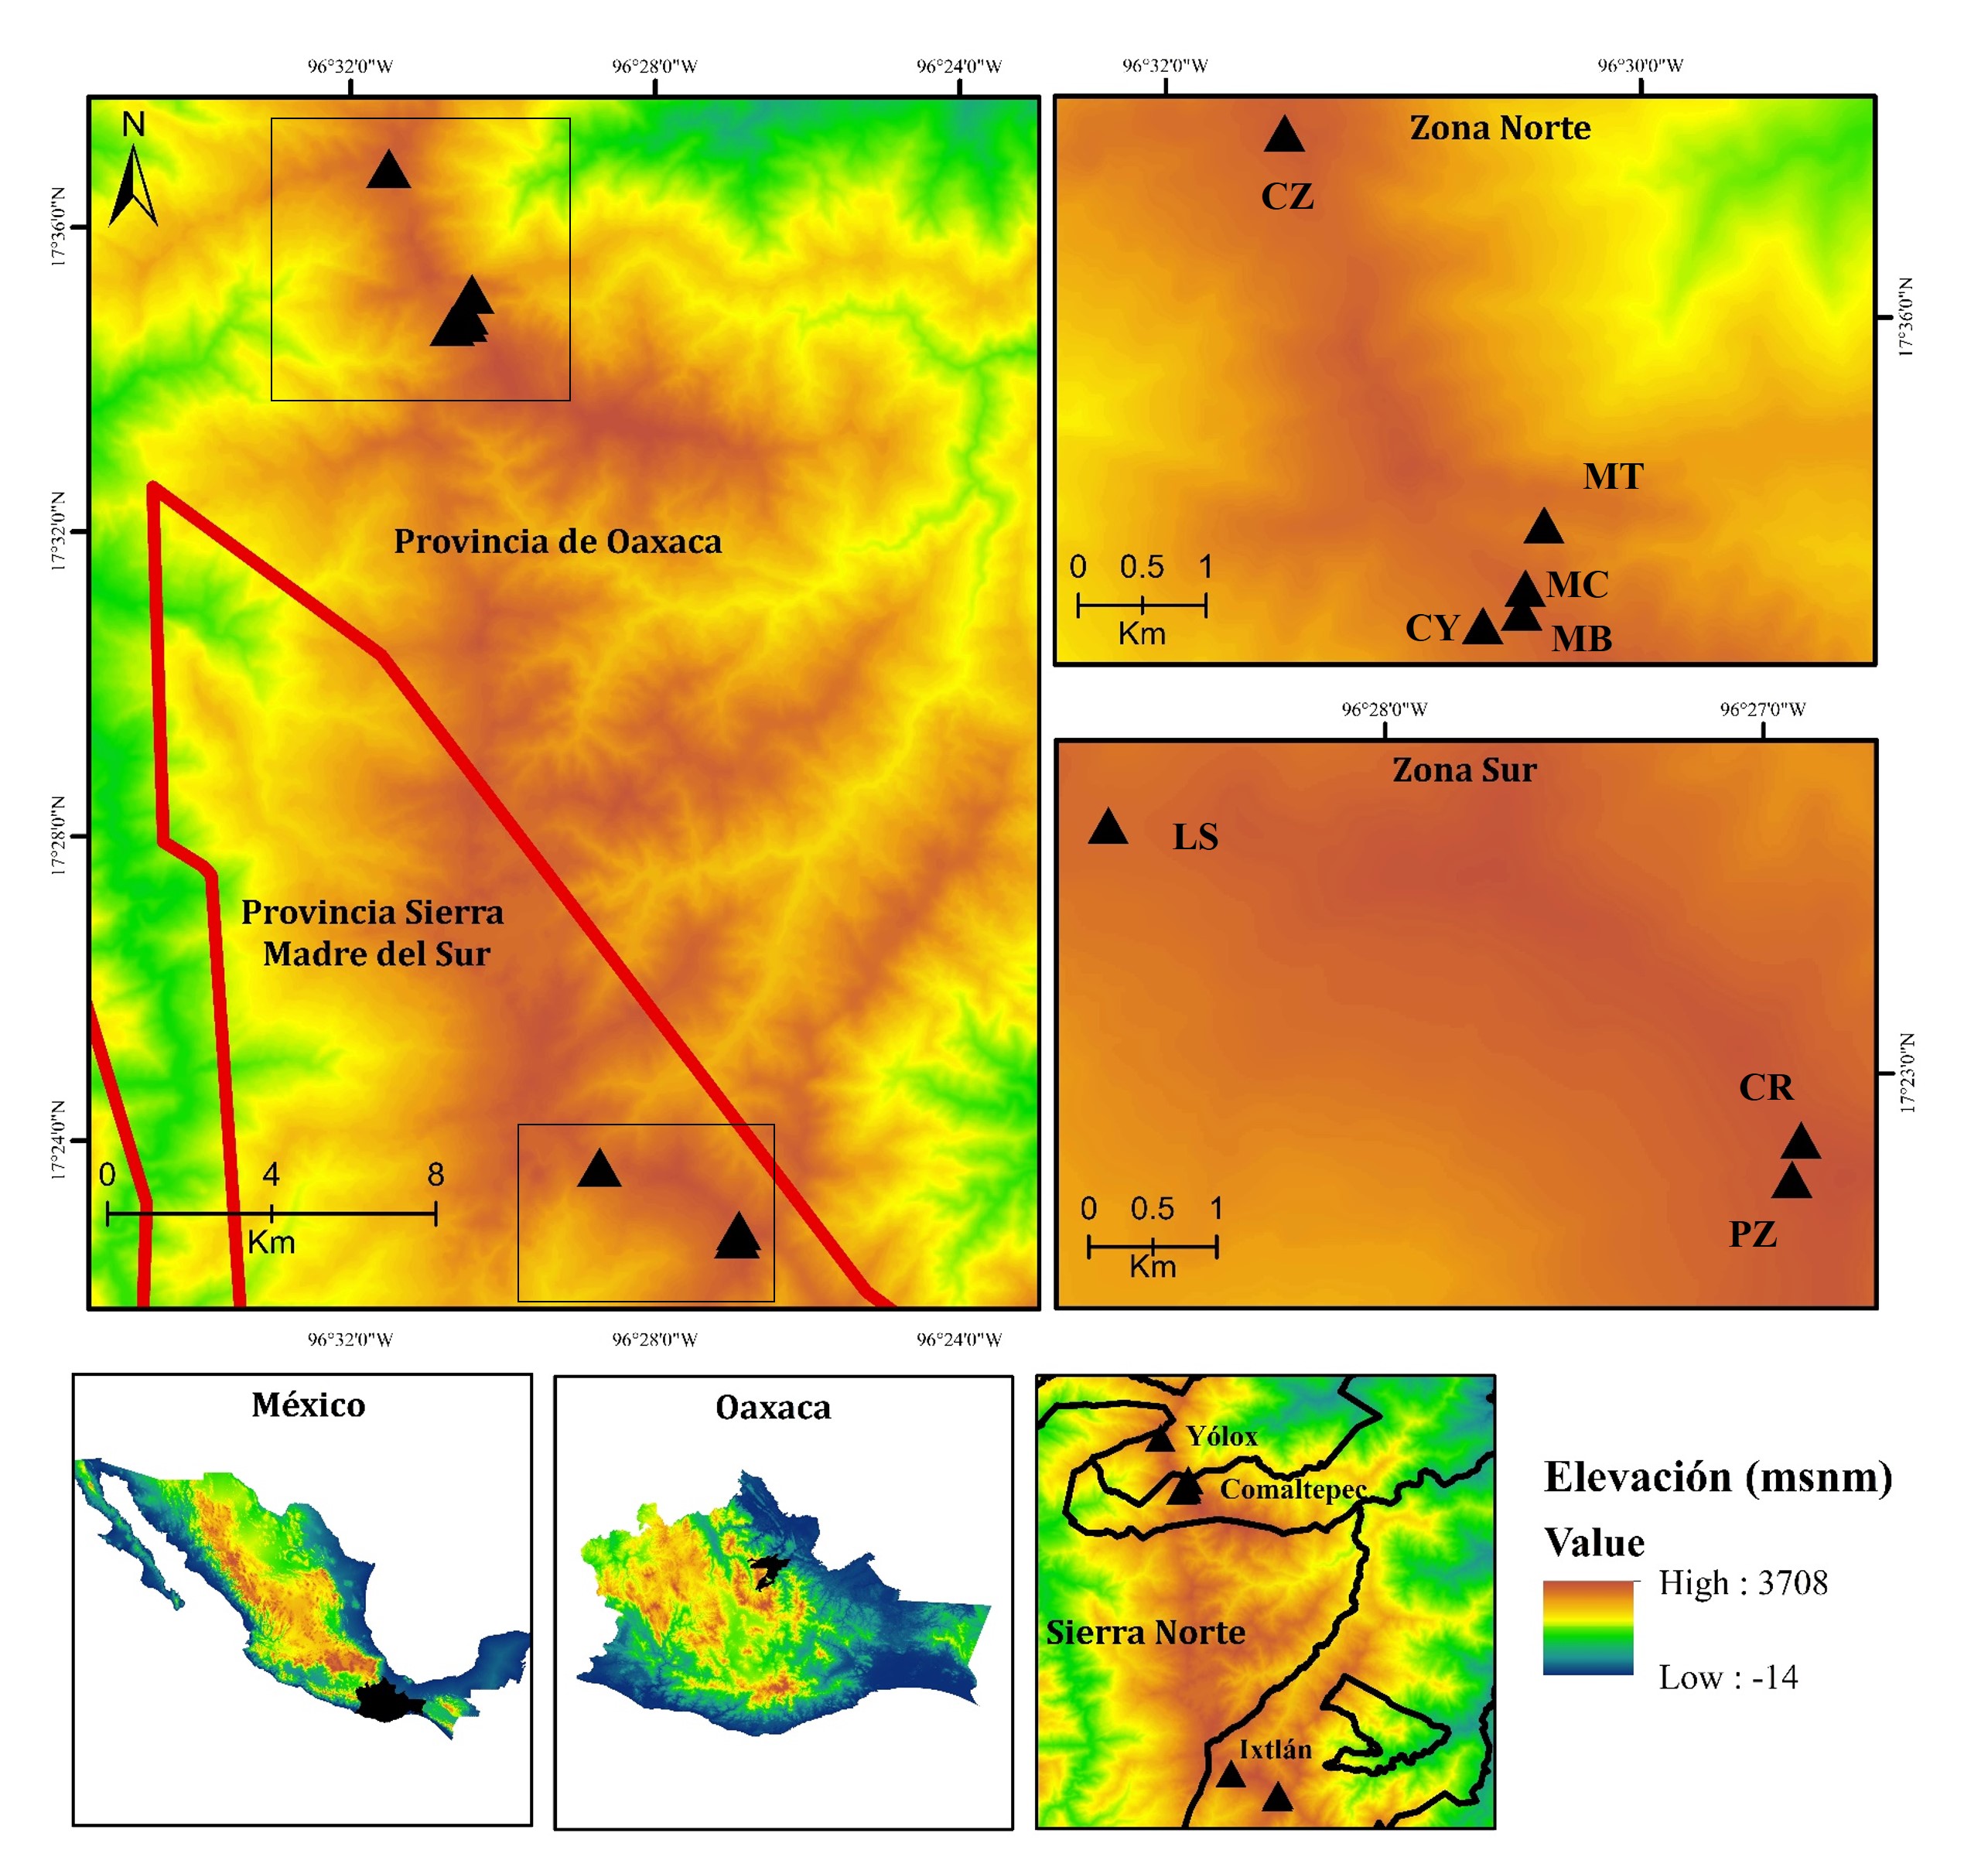 96°32'0"W 96°28'0"W 96°24'0"W
N
17°36'0"N
17°32'0"N
17°28'0"N
17°24'0"N
Provincia de Oaxaca
Provincia Sierra
Madre del Sur
0 4 8
Km
96°32'0"W 96°28'0"W 96°24'0"W
96°32'0"W 96°30'0"W
Zona Norte
CZ
17°36'0"N
MT
MC
CY
MB
0 0.5 1
Km
96°28'0"W 96°27'0"W
Zona Sur
LS
17°23'0"N
CR
PZ
0 0.5 1
Km
México
Oaxaca
Yólox
Comaltepec
Sierra Norte
Ixtlán
Elevación (msnm)
Value
High : 3708
Low : -14